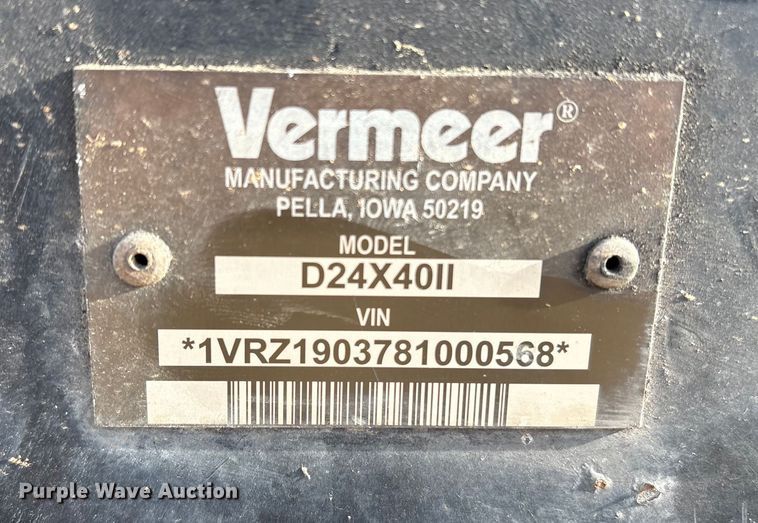 Vermeer®
MANUFACTURING COMPANY
PELLA, IOWA 50219
MODEL
D24X40II
VIN
*1VRZ1903781000568*
Purple Wave Auction